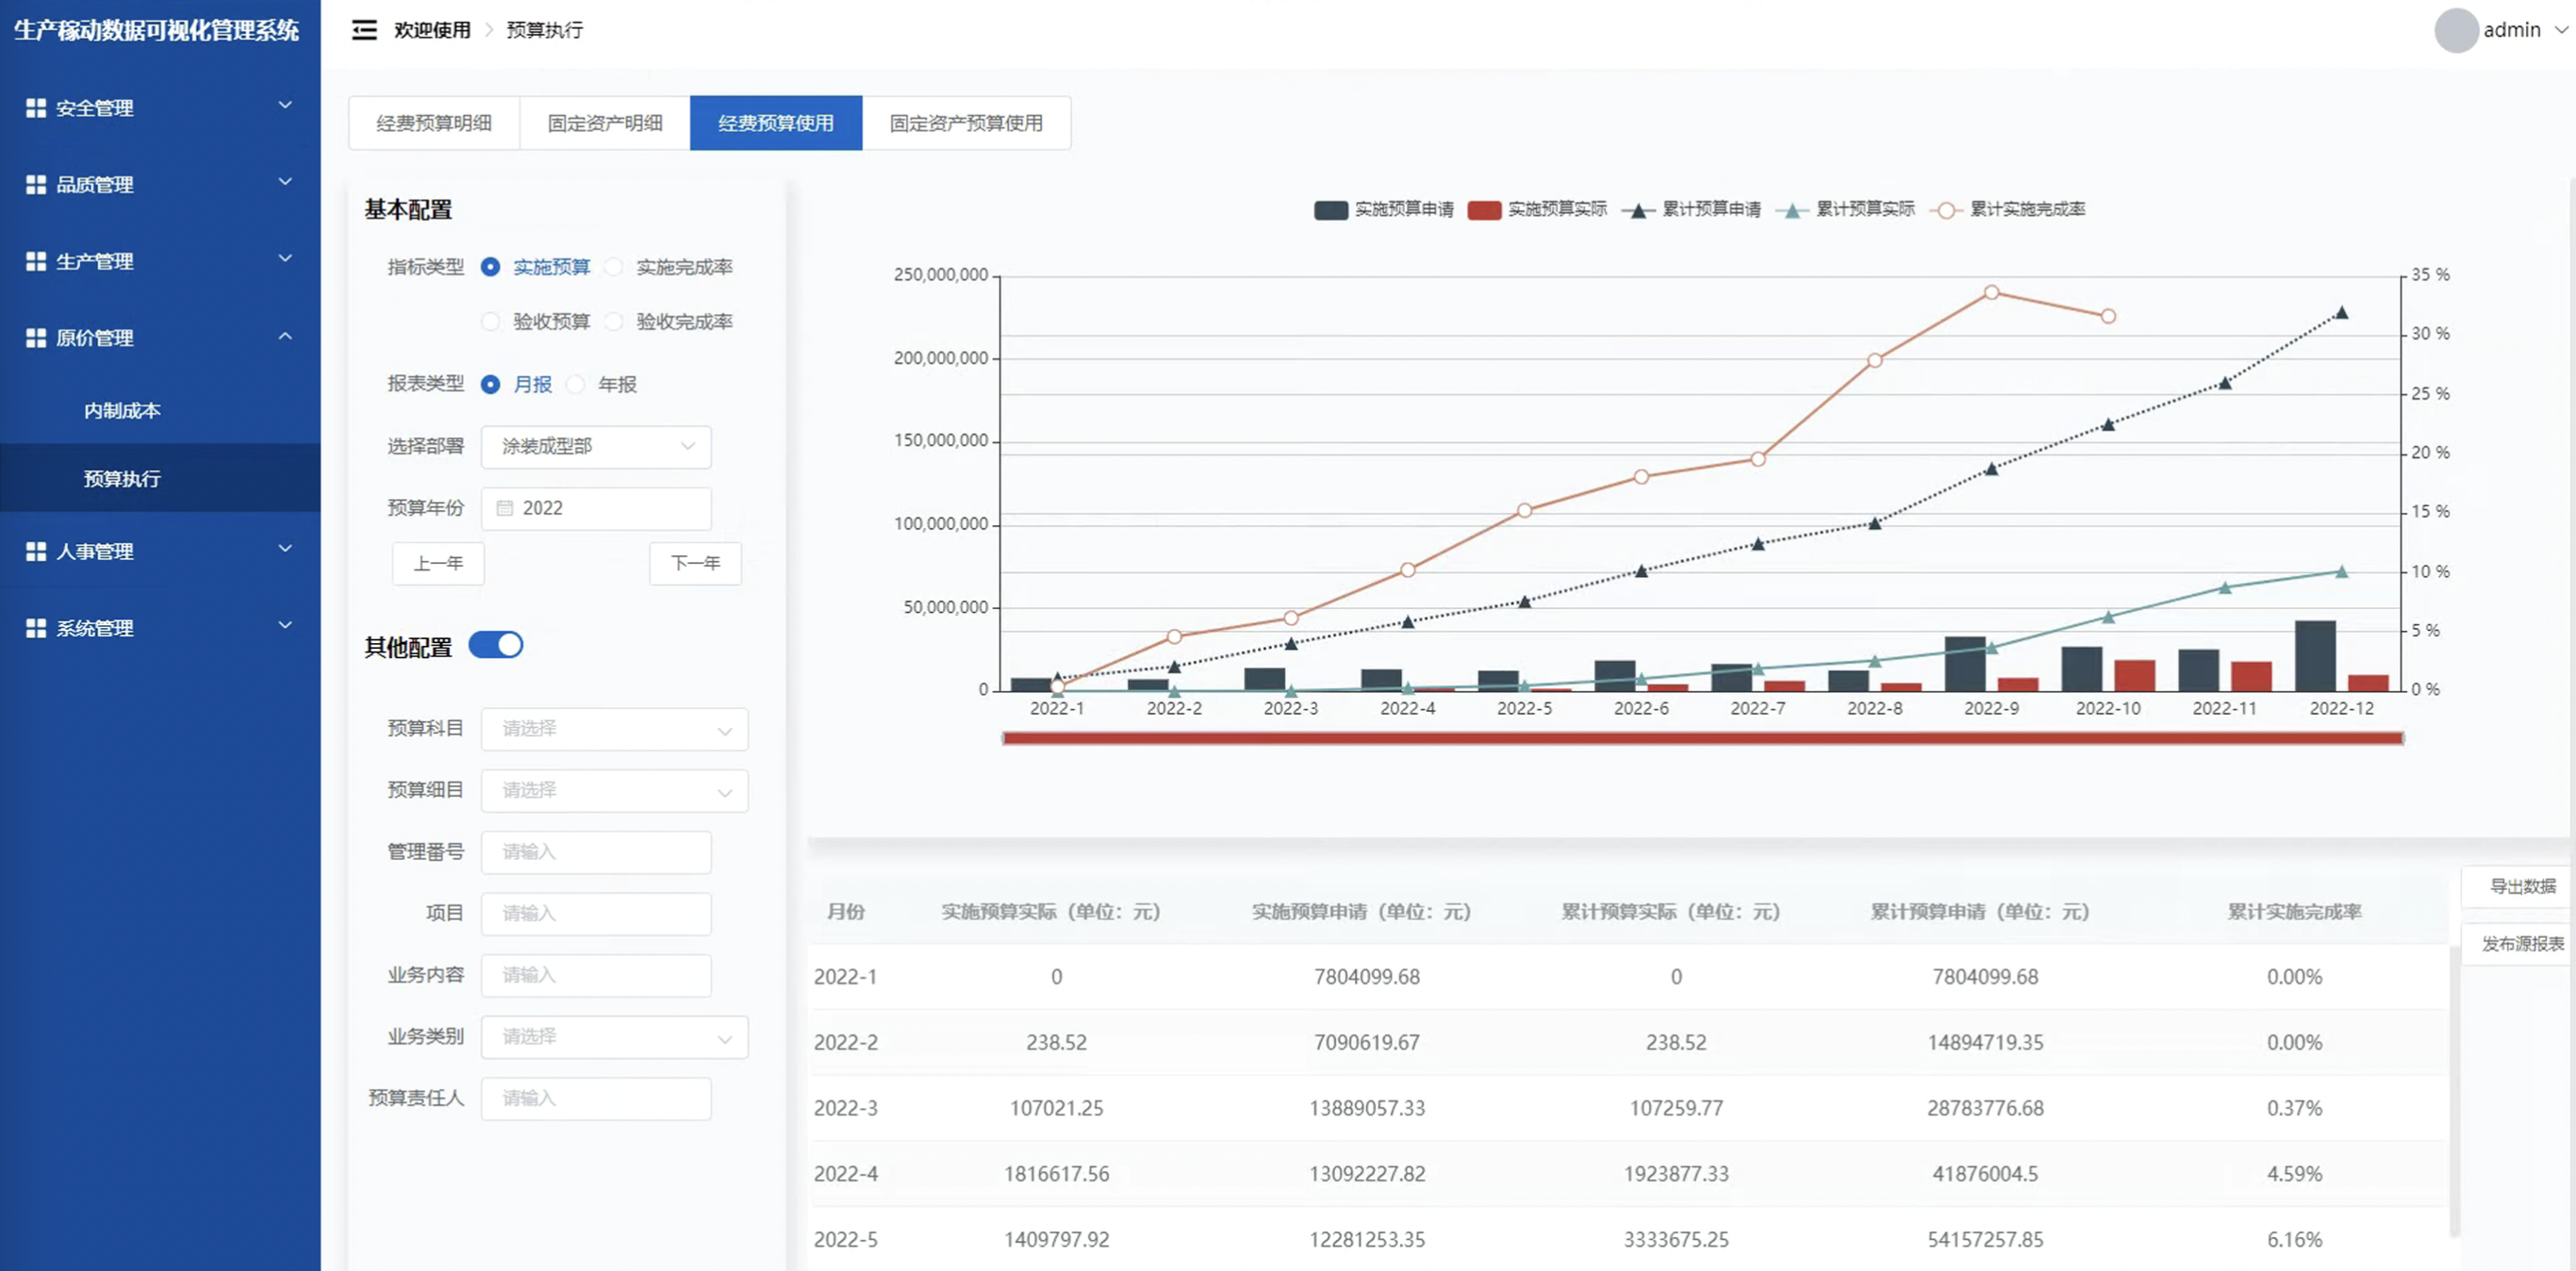 生产稼动数据可视化管理系统
欢迎使用 > 预算执行
admin
安全管理
品质管理
生产管理
原价管理
内制成本
预算执行
人事管理
系统管理
经费预算明细 固定资产明细 经费预算使用 固定资产预算使用
基本配置
指标类型 实施预算 实施完成率
验收预算 验收完成率
报表类型 月报 年报
选择部署 涂装成型部
预算年份 2022
上一年 下一年
其他配置
预算科目 请选择
预算细目 请选择
管理番号 请输入
项目 请输入
业务内容 请输入
业务类别 请选择
预算责任人 请输入
实施预算申请 实施预算实际 累计预算申请 累计预算实际 累计实施完成率
250,000,000
200,000,000
150,000,000
100,000,000
50,000,000
0
35 %
30 %
25 %
20 %
15 %
10 %
5 %
0 %
2022-1 2022-2 2022-3 2022-4 2022-5 2022-6 2022-7 2022-8 2022-9 2022-10 2022-11 2022-12
导出数据
发布源报表
月份 实施预算实际（单位：元） 实施预算申请（单位：元） 累计预算实际（单位：元） 累计预算申请（单位：元） 累计实施完成率
2022-1 0 7804099.68 0 7804099.68 0.00%
2022-2 238.52 7090619.67 238.52 14894719.35 0.00%
2022-3 107021.25 13889057.33 107259.77 28783776.68 0.37%
2022-4 1816617.56 13092227.82 1923877.33 41876004.5 4.59%
2022-5 1409797.92 12281253.35 3333675.25 54157257.85 6.16%